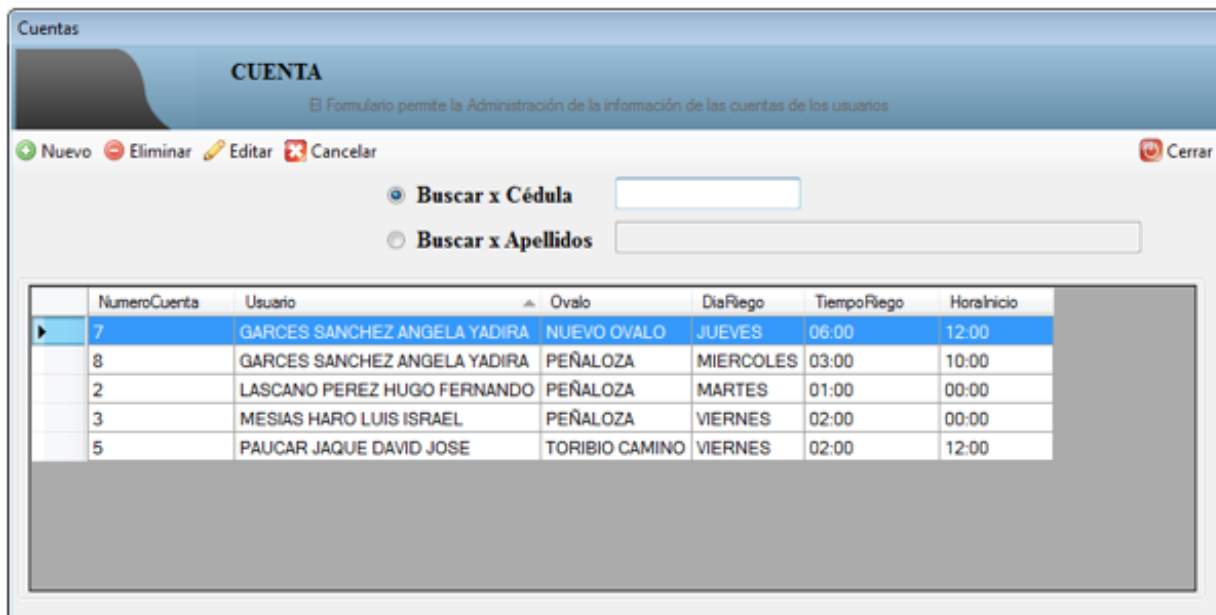 Cuentas
CUENTA
El Formulario permite la Administración de la información de las cuentas de los usuarios
Nuevo Eliminar Editar Cancelar Cerrar
Buscar x Cédula
Buscar x Apellidos
NumeroCuenta Usuario Ovalo DiaRiego TiempoRiego HoraInicio
7 GARCES SANCHEZ ANGELA YADIRA NUEVO OVALO JUEVES 06:00 12:00
8 GARCES SANCHEZ ANGELA YADIRA PEÑALOZA MIERCOLES 03:00 10:00
2 LASCANO PEREZ HUGO FERNANDO PEÑALOZA MARTES 01:00 00:00
3 MESIAS HARO LUIS ISRAEL PEÑALOZA VIERNES 02:00 00:00
5 PAUCAR JAQUE DAVID JOSE TORIBIO CAMINO VIERNES 02:00 12:00